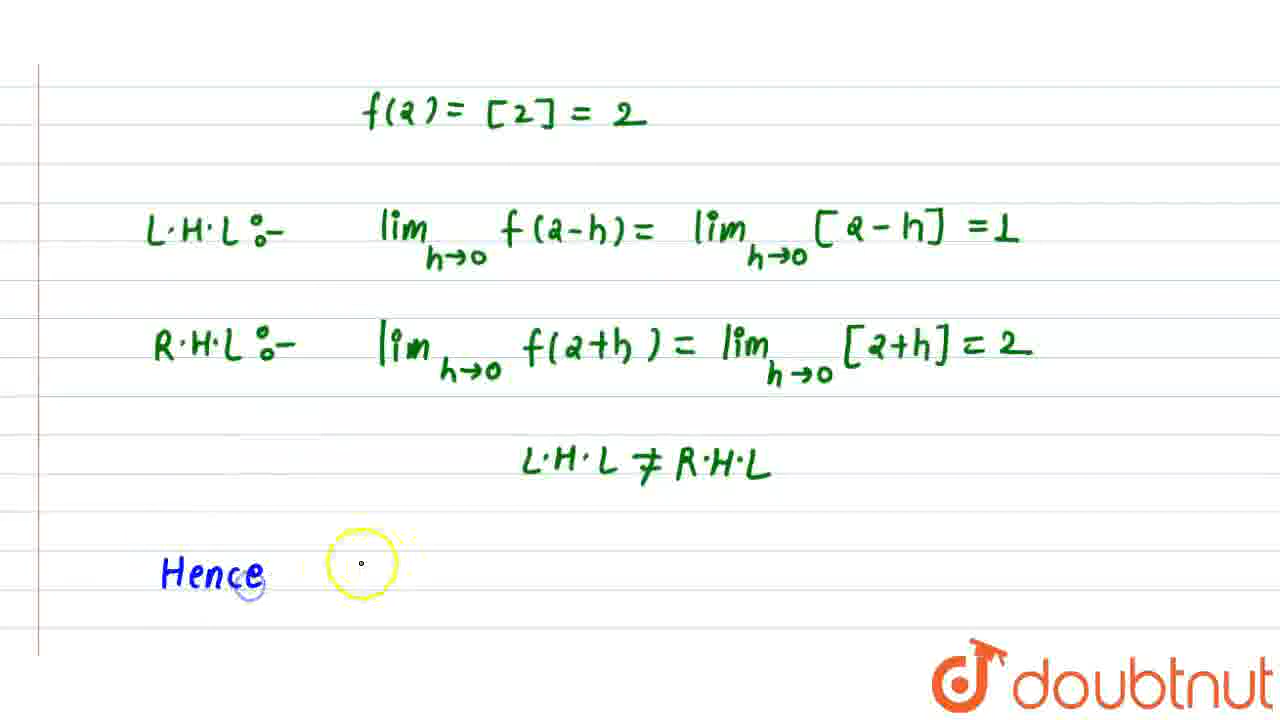 f(2) = [2] = 2
L.H.L :- lim h→0 f(2-h) = lim h→0 [2-h] = 1
R.H.L :- lim h→0 f(2+h) = lim h→0 [2+h] = 2
L.H.L ≠ R.H.L
Hence
doubtnut